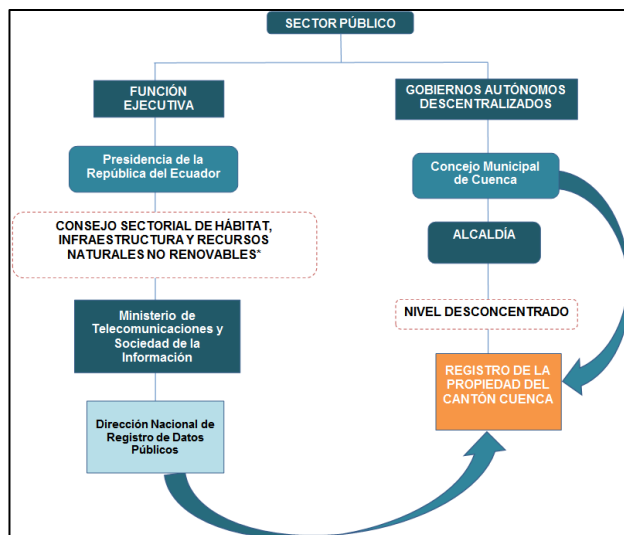 SECTOR PÚBLICO
FUNCIÓN
EJECUTIVA
Presidencia de la
República del Ecuador
CONSEJO SECTORIAL DE HÁBITAT,
INFRAESTRUCTURA Y RECURSOS
NATURALES NO RENOVABLES*
Ministerio de
Telecomunicaciones y
Sociedad de la
Información
Dirección Nacional de
Registro de Datos
Públicos
GOBIERNOS AUTÓNOMOS
DESCENTRALIZADOS
Concejo Municipal
de Cuenca
ALCALDÍA
NIVEL DESCONCENTRADO
REGISTRO DE LA
PROPIEDAD DEL
CANTÓN CUENCA